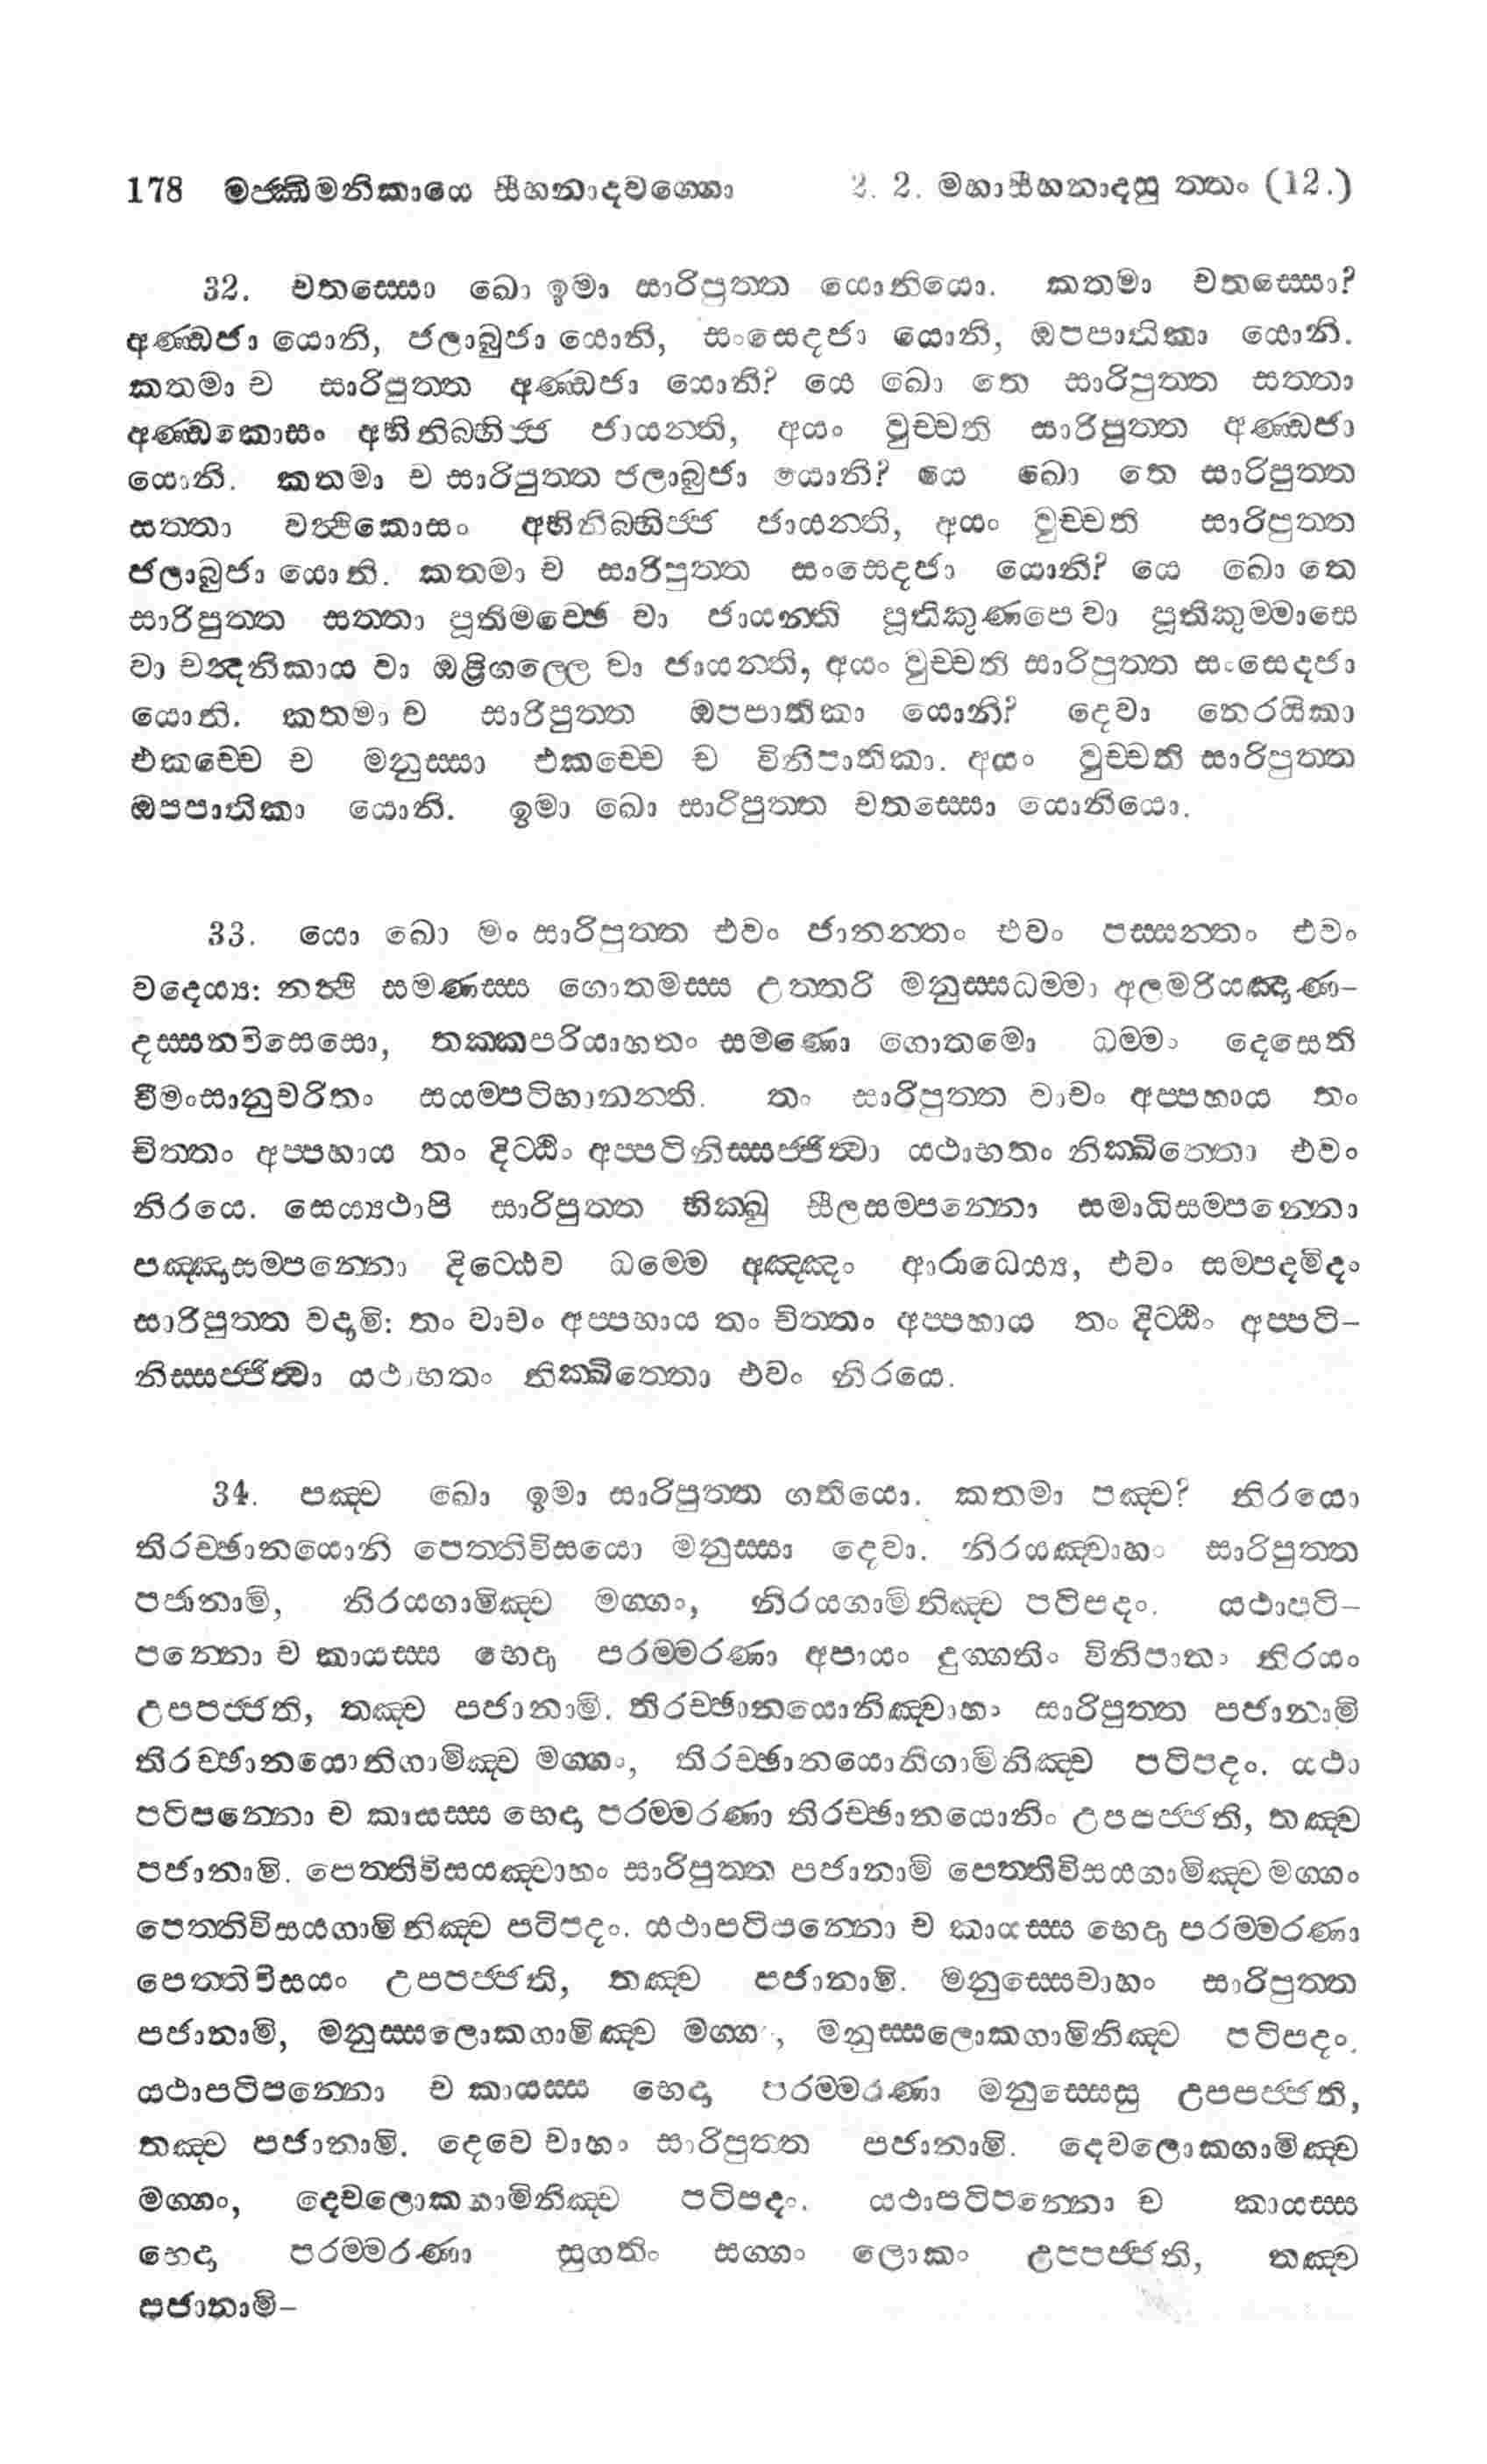 178 මජ්ඣිමනිකායෙ සීහනාදවග්ගො 2. 2. මහාසීහනාදසුත්තං (12.)
32. චතස්සො ඛො ඉමා සාරිපුත්ත යොනියො. කතමා චතස්සො?
අණ්ඩජා යොනි, ජලාබුජා යොනි, සංසෙදජා යොනි, ඔපපාතිකා යොනි.
කතමා ච සාරිපුත්ත අණ්ඩජා යොනි? යෙ ඛො තෙ සාරිපුත්ත සත්තා
අණ්ඩකොසං අභිනිබ්භිජ්ජ ජායන්ති, අයං වුච්චති සාරිපුත්ත අණ්ඩජා
යොනි. කතමා ච සාරිපුත්ත ජලාබුජා යොනි? යෙ ඛො තෙ සාරිපුත්ත
සත්තා වත්ථිකොසං අභිනිබ්භිජ්ජ ජායන්ති, අයං වුච්චති සාරිපුත්ත
ජලාබුජා යොනි. කතමා ච සාරිපුත්ත සංසෙදජා යොනි? යෙ ඛො තෙ
සාරිපුත්ත සත්තා පූතිමච්ඡෙ වා ජායන්ති පූතිකුණපෙ වා පූතිකුම්මාසෙ
වා චන්දනිකාය වා ඔළිගල්ලෙ වා ජායන්ති, අයං වුච්චති සාරිපුත්ත සංසෙදජා
යොනි. කතමා ච සාරිපුත්ත ඔපපාතිකා යොනි? දෙවා නෙරයිකා
එකච්චෙ ච මනුස්සා එකච්චෙ ච විනිපාතිකා. අයං වුච්චති සාරිපුත්ත
ඔපපාතිකා යොනි. ඉමා ඛො සාරිපුත්ත චතස්සො යොනියො.
33. යො ඛො මං සාරිපුත්ත එවං ජානන්තං එවං පස්සන්තං එවං
වදෙය්‍ය: නත්ථි සමණස්ස ගොතමස්ස උත්තරි මනුස්සධම්මා අලමරියඤාණ-
දස්සනවිසෙසො, තක්කපරියාහතං සමණො ගොතමො ධම්මං දෙසෙති
වීමංසානුචරිතං සයම්පටිභානන්ති. තං සාරිපුත්ත වාචං අප්පහාය තං
චිත්තං අප්පහාය තං දිට්ඨිං අප්පටිනිස්සජ්ජිත්වා යථාභතං නික්ඛිත්තො එවං
නිරයෙ. සෙය්‍යථාපි සාරිපුත්ත භික්ඛු සීලසම්පන්නො සමාධිසම්පන්නො
පඤ්ඤාසම්පන්නො දිට්ඨෙව ධම්මෙ අඤ්ඤං ආරාධෙය්‍ය, එවං සම්පදමිදං
සාරිපුත්ත වදාමි: තං වාචං අප්පහාය තං චිත්තං අප්පහාය තං දිට්ඨිං අප්පටි-
නිස්සජ්ජිත්වා යථාභතං නික්ඛිත්තො එවං නිරයෙ.
34. පඤ්ච ඛො ඉමා සාරිපුත්ත ගතියො. කතමා පඤ්ච? නිරයො
තිරච්ඡානයොනි පෙත්තිවිසයො මනුස්සා දෙවා. නිරයඤ්චාහං සාරිපුත්ත
පජානාමි, නිරයගාමිඤ්ච මග්ගං, නිරයගාමිනිඤ්ච පටිපදං. යථාපටි-
පන්නො ච කායස්ස භෙදා පරම්මරණා අපායං දුග්ගතිං විනිපාතං නිරයං
උපපජ්ජති, තඤ්ච පජානාමි. තිරච්ඡානයොනිඤ්චාහං සාරිපුත්ත පජානාමි
තිරච්ඡානයොනිගාමිඤ්ච මග්ගං, තිරච්ඡානයොනිගාමිනිඤ්ච පටිපදං. යථා
පටිපන්නො ච කාසස්ස භෙදා පරම්මරණා තිරච්ඡානයොනිං උපපජ්ජති, තඤ්ච
පජානාමි. පෙත්තිවිසයඤ්චාහං සාරිපුත්ත පජානාමි පෙත්තිවිසයගාමිඤ්ච මග්ගං
පෙත්තිවිසයගාමිනිඤ්ච පටිපදං. යථාපටිපන්නො ච කායස්ස භෙදා පරම්මරණා
පෙත්තිවිසයං උපපජ්ජති, තඤ්ච පජානාමි. මනුස්සෙචාහං සාරිපුත්ත
පජානාමි, මනුස්සලොකගාමිඤ්ච මග්ගං, මනුස්සලොකගාමිනිඤ්ච පටිපදං.
යථාපටිපන්නො ච කායස්ස භෙදා පරම්මරණා මනුස්සෙසු උපපජ්ජති,
තඤ්ච පජානාමි. දෙවෙ චාහං සාරිපුත්ත පජානාමි. දෙවලොකගාමිඤ්ච
මග්ගං, දෙවලොකගාමිනිඤ්ච පටිපදං. යථාපටිපන්නො ච කායස්ස
භෙදා පරම්මරණා සුගතිං සග්ගං ලොකං උපපජ්ජති, තඤ්ච
පජානාමි-